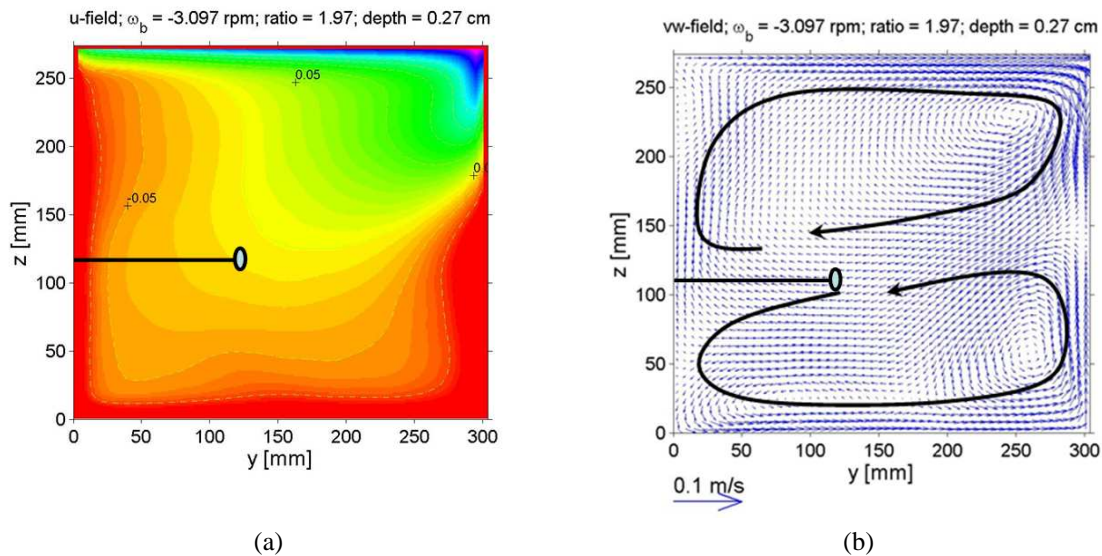 u-field; ω_b = -3.097 rpm; ratio = 1.97; depth = 0.27 cm
250
200
150
100
50
0
z [mm]
0.05
-0.05
0 50 100 150 200 250 300
y [mm]
vw-field; ω_b = -3.097 rpm; ratio = 1.97; depth = 0.27 cm
250
200
150
100
50
0
z [mm]
0 50 100 150 200 250 300
y [mm]
0.1 m/s
(a)
(b)